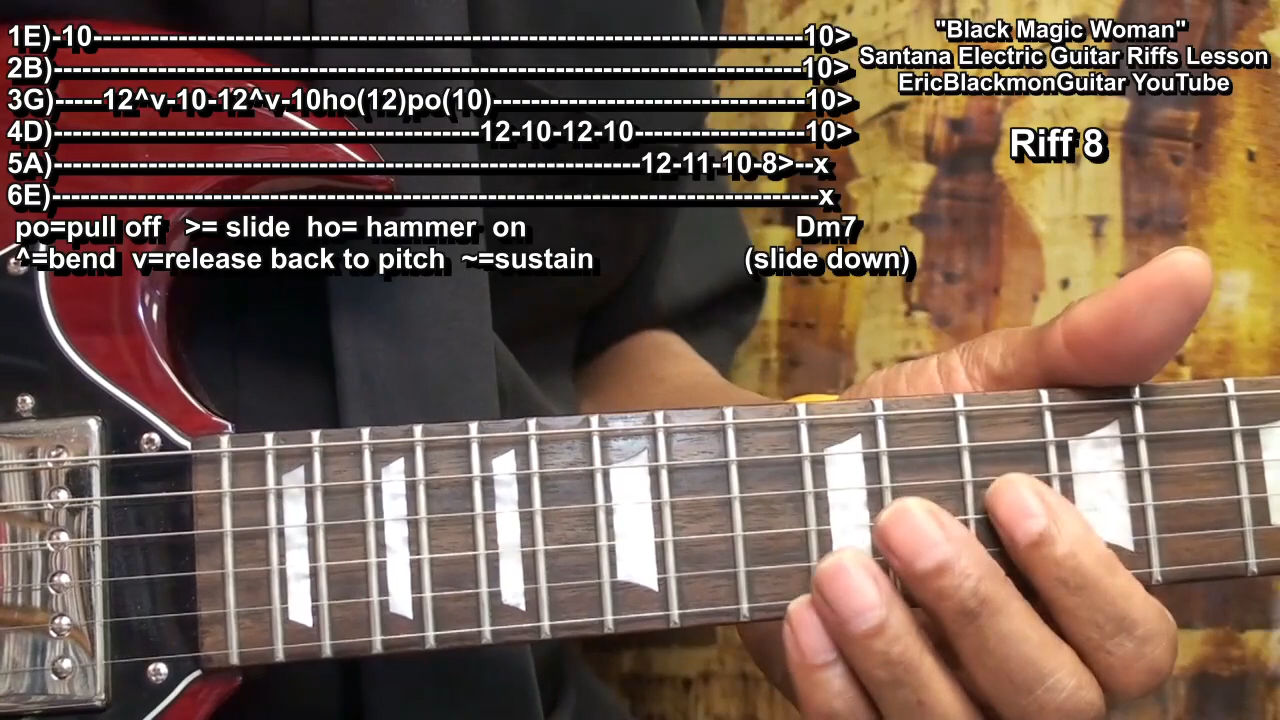 1E)-10-----------------------------------------------------------------------10>
2B)---------------------------------------------------------------------------10>
3G)-----12^v-10-12^v-10ho(12)po(10)-------------------------------10>
4D)-------------------------------------------12-10-12-10-----------------10>
5A)-----------------------------------------------------------12-11-10-8>--x
6E)-----------------------------------------------------------------------------x
po=pull off >= slide ho= hammer on
^=bend v=release back to pitch ~=sustain
Dm7
(slide down)
"Black Magic Woman"
Santana Electric Guitar Riffs Lesson
EricBlackmonGuitar YouTube
Riff 8